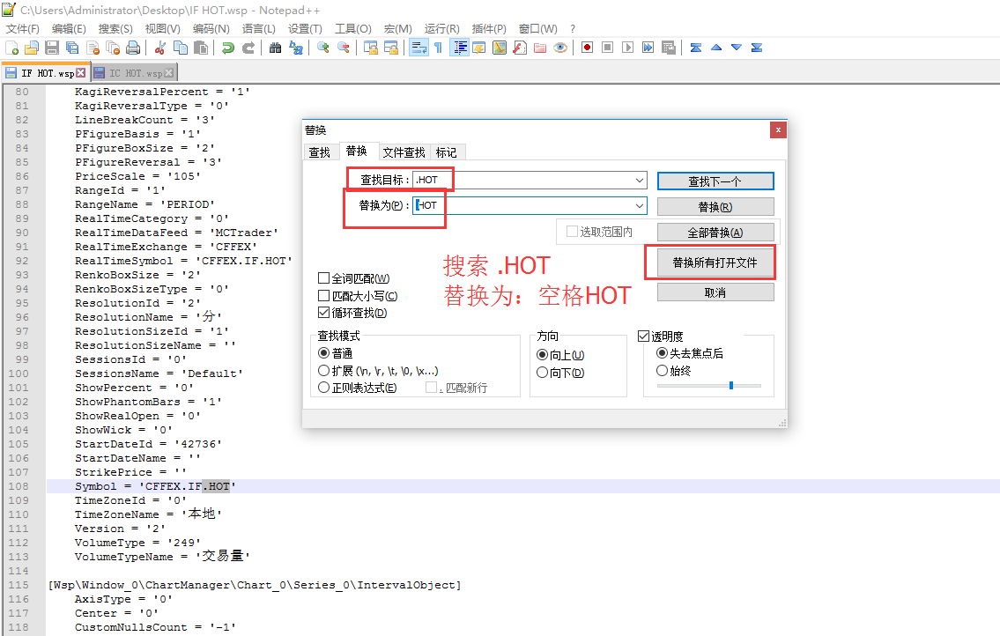 C:\Users\Administrator\Desktop\IF HOT.wsp - Notepad++
文件(F) 编辑(E) 搜索(S) 视图(V) 编码(N) 语言(L) 设置(T) 工具(O) 宏(M) 运行(R) 插件(P) 窗口(W) ?
IF HOT.wsp IC HOT.wsp
80 KagiReversalPercent = '1'
81 KagiReversalType = '0'
82 LineBreakCount = '3'
83 PFigureBasis = '1'
84 PFigureBoxSize = '2'
85 PFigureReversal = '3'
86 PriceScale = '105'
87 RangeId = '1'
88 RangeName = 'PERIOD'
89 RealTimeCategory = '0'
90 RealTimeDataFeed = 'MCTrader'
91 RealTimeExchange = 'CFFEX'
92 RealTimeSymbol = 'CFFEX.IF.HOT'
93 RenkoBoxSize = '2'
94 RenkoBoxSizeType = '0'
95 ResolutionId = '2'
96 ResolutionName = '分'
97 ResolutionSizeId = '1'
98 ResolutionSizeName = ''
99 SessionsId = '0'
100 SessionsName = 'Default'
101 ShowPercent = '0'
102 ShowPhantomBars = '1'
103 ShowRealOpen = '0'
104 ShowWick = '0'
105 StartDateId = '42736'
106 StartDateName = ''
107 StrikePrice = ''
108 Symbol = 'CFFEX.IF.HOT'
109 TimeZoneId = '0'
110 TimeZoneName = '本地'
111 Version = '2'
112 VolumeType = '249'
113 VolumeTypeName = '交易量'
114
115 [Wsp\Window_0\ChartManager\Chart_0\Series_0\IntervalObject]
116 AxisType = '0'
117 Center = '0'
118 CustomNullsCount = '-1'
替换
x
查找 替换 文件查找 标记
查找目标 : .HOT
查找下一个
替换为(P) : HOT
替换(R)
选取范围内
全部替换(A)
替换所有打开文件
取消
搜索 .HOT
替换为：空格HOT
全词匹配(W)
匹配大小写(C)
循环查找(D)
查找模式
普通
扩展 (\n, \r, \t, \0, \x...)
正则表达式(E) . 匹配新行
方向
向上(U)
向下(D)
透明度
失去焦点后
始终